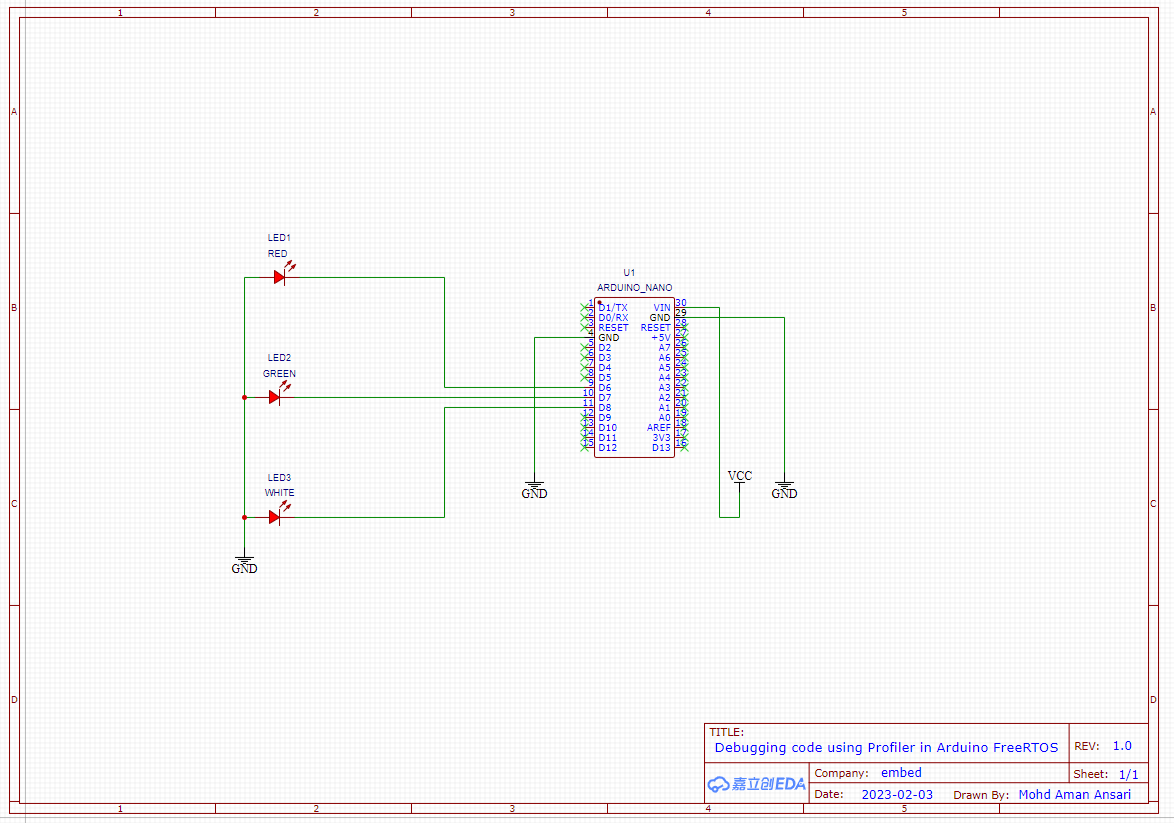 1 2 3 4 5
A A
LED1
RED
U1
ARDUINO_NANO
B B
1 D1/TX VIN 30
2 D0/RX GND 29
3 RESET RESET 28
4 GND +5V 27
5 D2 A7 26
6 D3 A6 25
7 D4 A5 24
8 D5 A4 23
9 D6 A3 22
10 D7 A2 21
11 D8 A1 20
12 D9 A0 19
13 D10 AREF 18
14 D11 3V3 17
15 D12 D13 16
LED2
GREEN
LED3
WHITE
VCC
GND GND
C C
GND
D D
TITLE:
Debugging code using Profiler in Arduino FreeRTOS
REV: 1.0
嘉立创EDA
Company: embed
Sheet: 1/1
Date: 2023-02-03 Drawn By: Mohd Aman Ansari
1 2 3 4 5